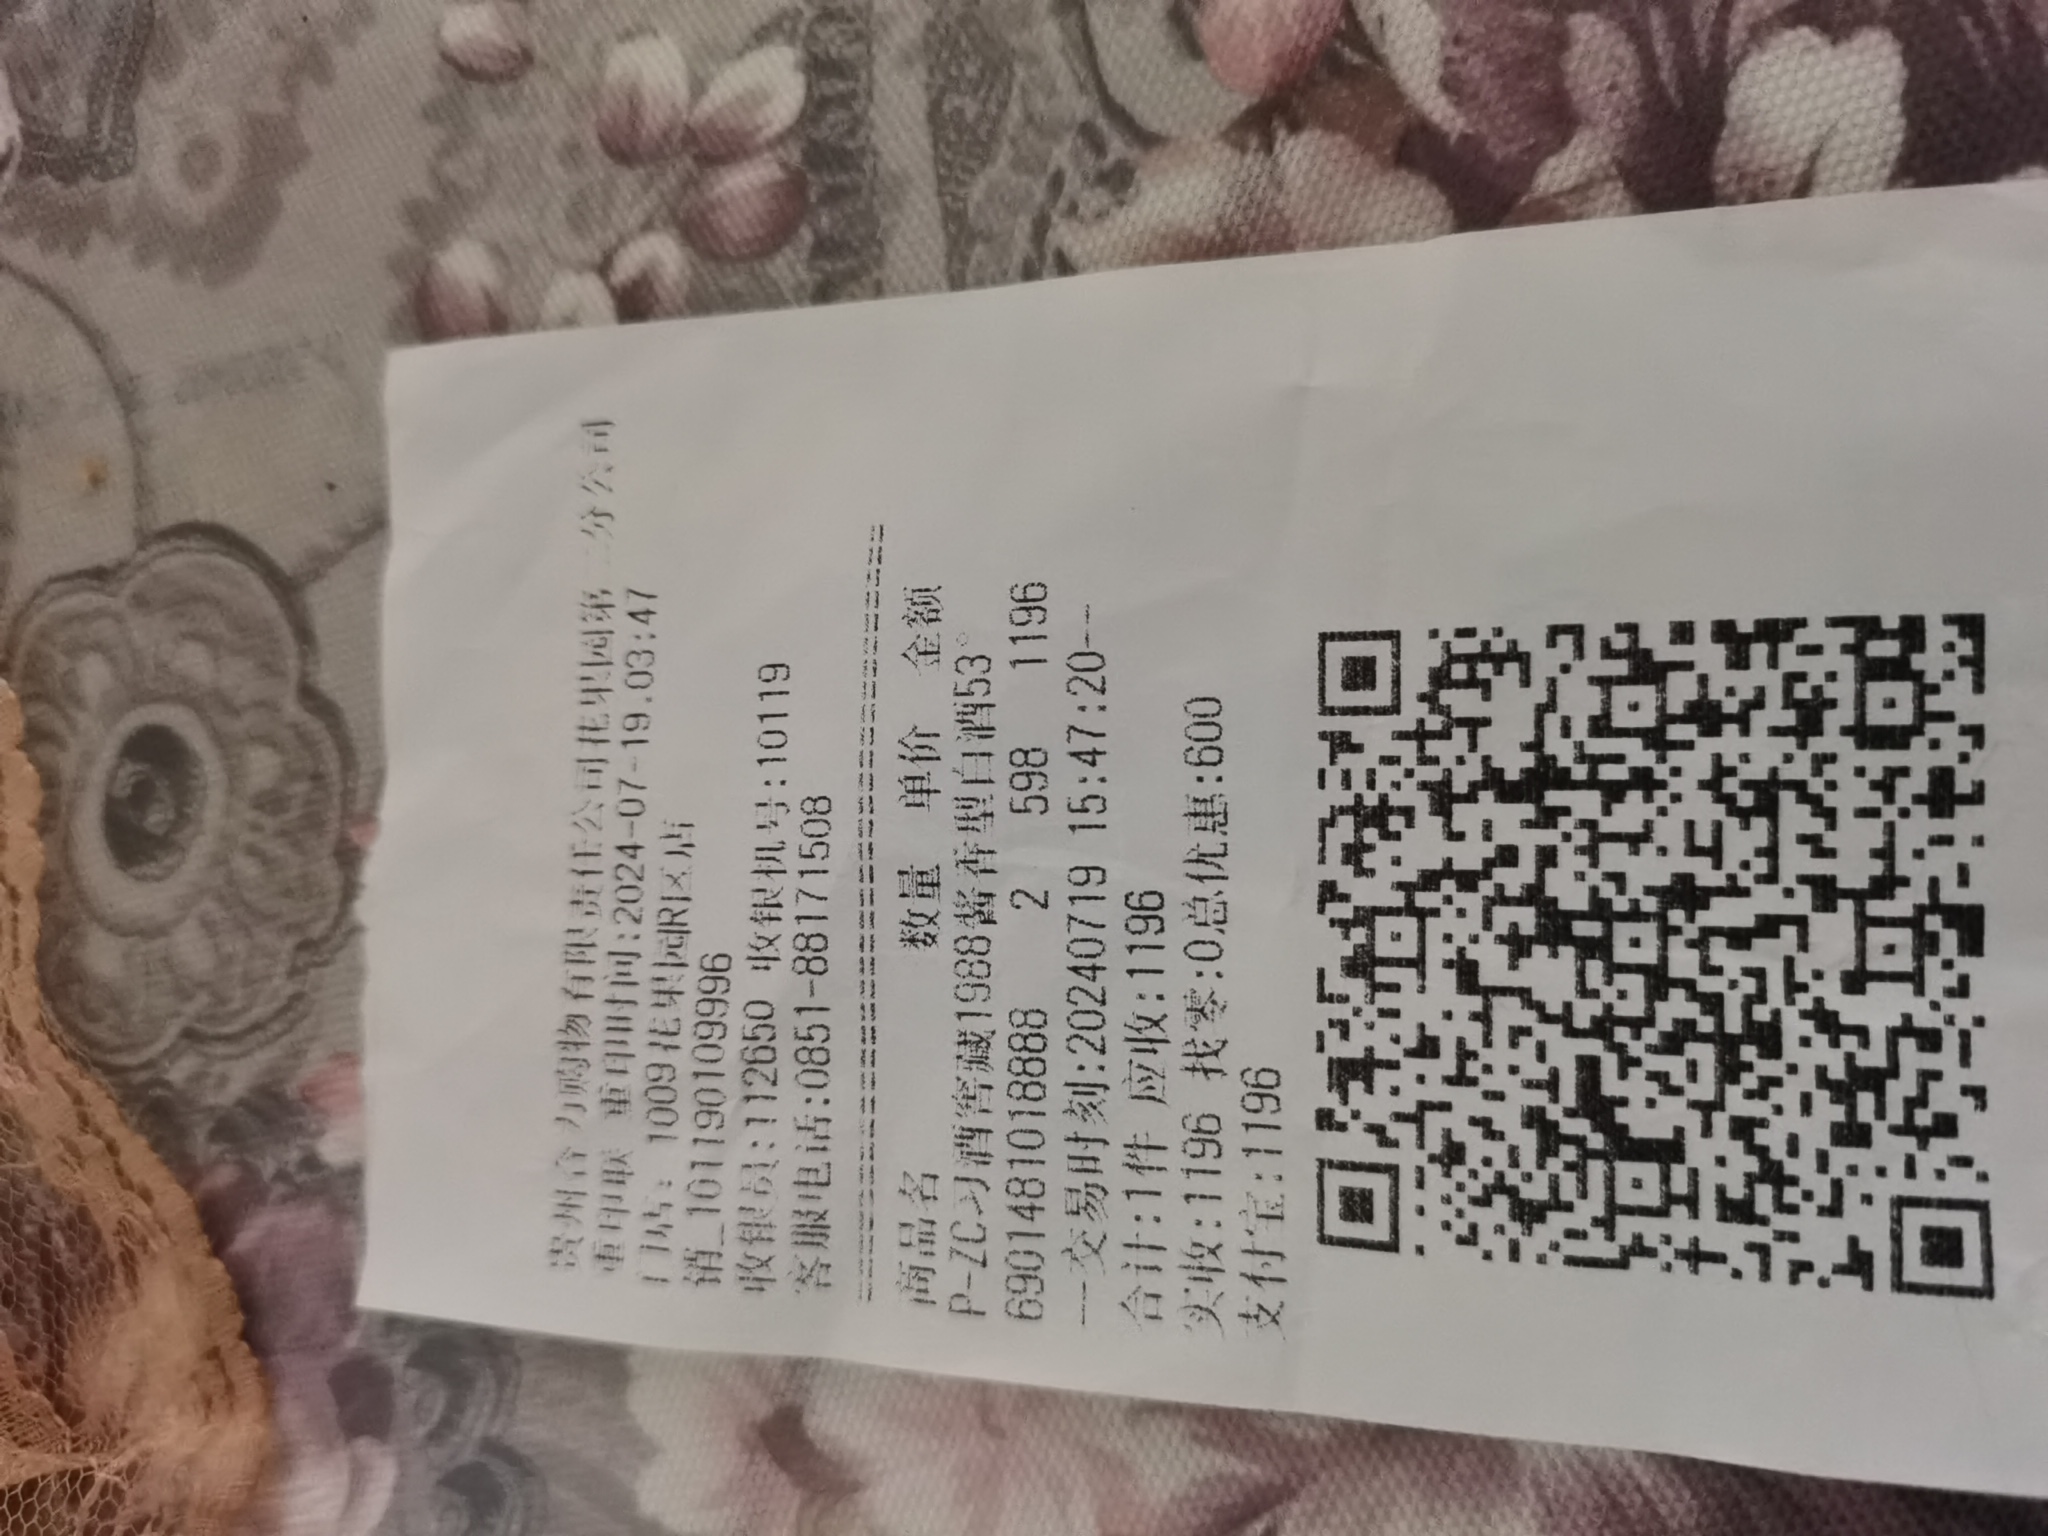 贵州合力购物有限责任公司花果园第二分公司
重印联 重印时间:2024-07-19.03:47
门店: 1009花果园R区店
销_101190109996
收银员:112650 收银机号:10119
客服电话:0851-88171508
商品名 数量 单价 金额
P-ZC习酒窖藏1988酱香型白酒53°
6901481018888 2 598 1196
--交易时刻:20240719 15:47:20--
合计:1件 应收:1196
实收:1196 找零:0总优惠:600
支付宝:1196